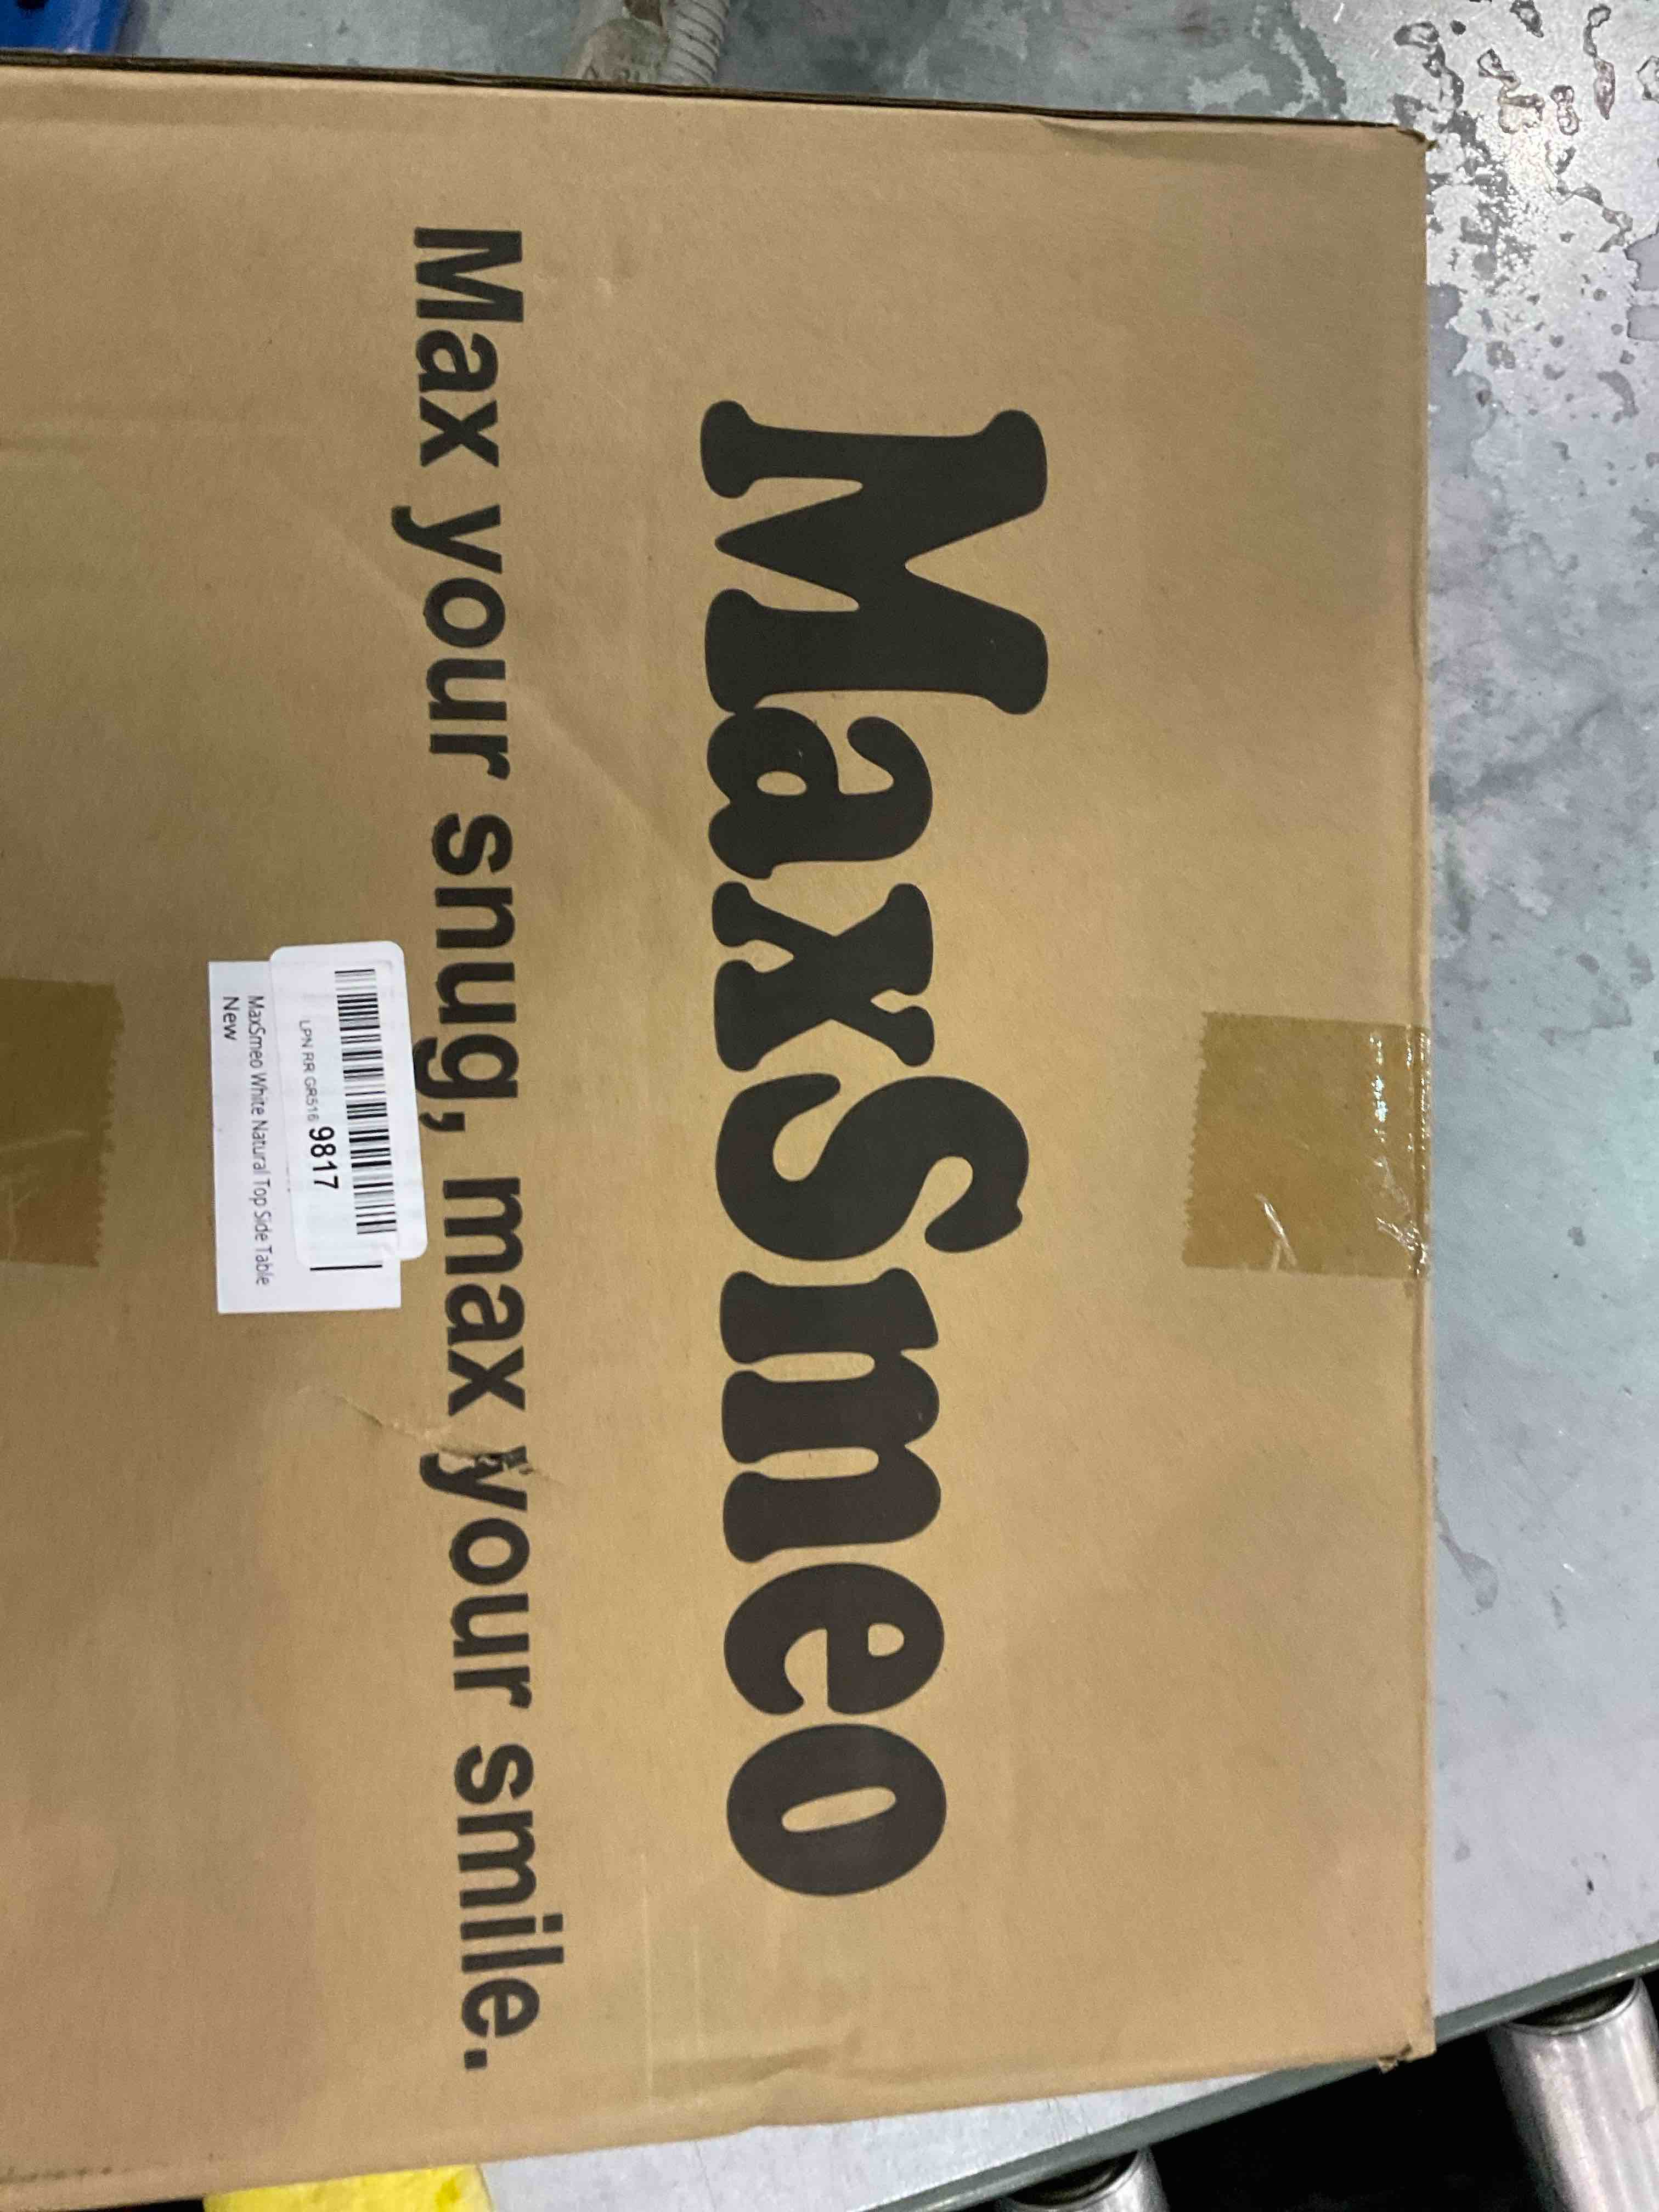 MaxSmeo
Max your snug, max your smile.
LPN RR GR516 9817
MaxSmeo White Natural Top Side Table
New